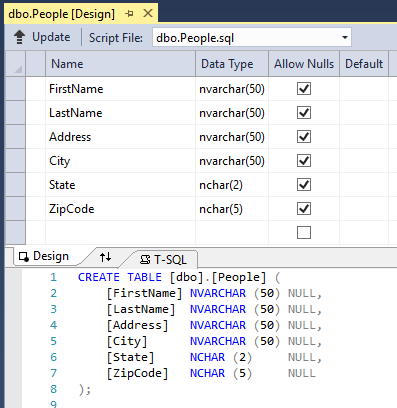 dbo.People [Design]
Update Script File: dbo.People.sql
Name Data Type Allow Nulls Default
FirstName nvarchar(50)
LastName nvarchar(50)
Address nvarchar(50)
City nvarchar(50)
State nchar(2)
ZipCode nchar(5)
Design T-SQL
1 CREATE TABLE [dbo].[People] (
2 [FirstName] NVARCHAR (50) NULL,
3 [LastName] NVARCHAR (50) NULL,
4 [Address] NVARCHAR (50) NULL,
5 [City] NVARCHAR (50) NULL,
6 [State] NCHAR (2) NULL,
7 [ZipCode] NCHAR (5) NULL
8 );